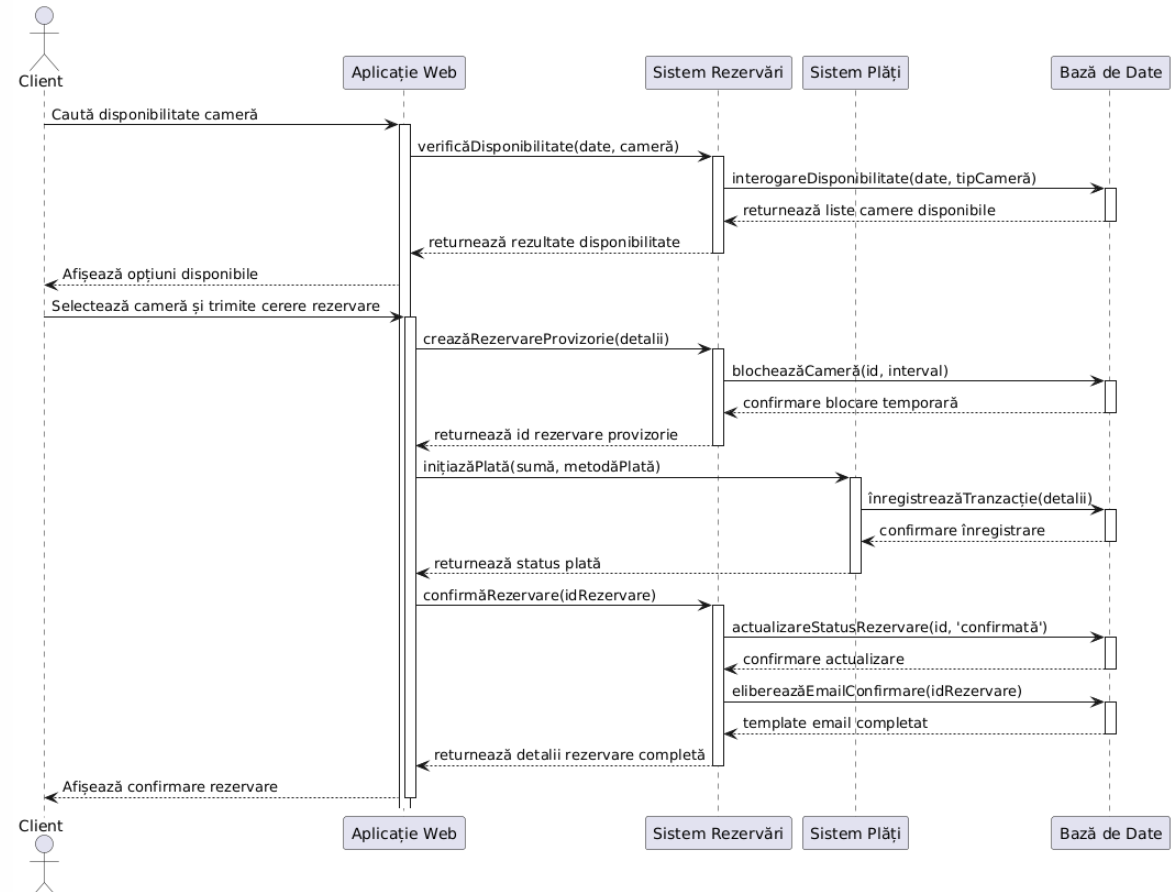 Client
Aplicație Web
Sistem Rezervări
Sistem Plăți
Bază de Date
Caută disponibilitate cameră
verificăDisponibilitate(date, cameră)
interogareDisponibilitate(date, tipCameră)
returnează liste camere disponibile
returnează rezultate disponibilitate
Afișează opțiuni disponibile
Selectează cameră și trimite cerere rezervare
creazăRezervareProvizorie(detalii)
blocheazăCameră(id, interval)
confirmare blocare temporară
returnează id rezervare provizorie
inițiazăPlată(sumă, metodăPlată)
înregistreazăTranzacție(detalii)
confirmare înregistrare
returnează status plată
confirmăRezervare(idRezervare)
actualizareStatusRezervare(id, 'confirmată')
confirmare actualizare
eliberezăEmailConfirmare(idRezervare)
template email completat
returnează detalii rezervare completă
Afișează confirmare rezervare
Client
Aplicație Web
Sistem Rezervări
Sistem Plăți
Bază de Date